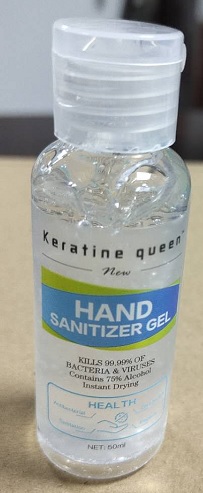 Keratine queen
New
HAND
SANITIZER GEL
KILLS 99.99% OF
BACTERIA & VIRUSES
Contains 75% Alcohol
Instant Drying
HEALTH
NET: 50ml